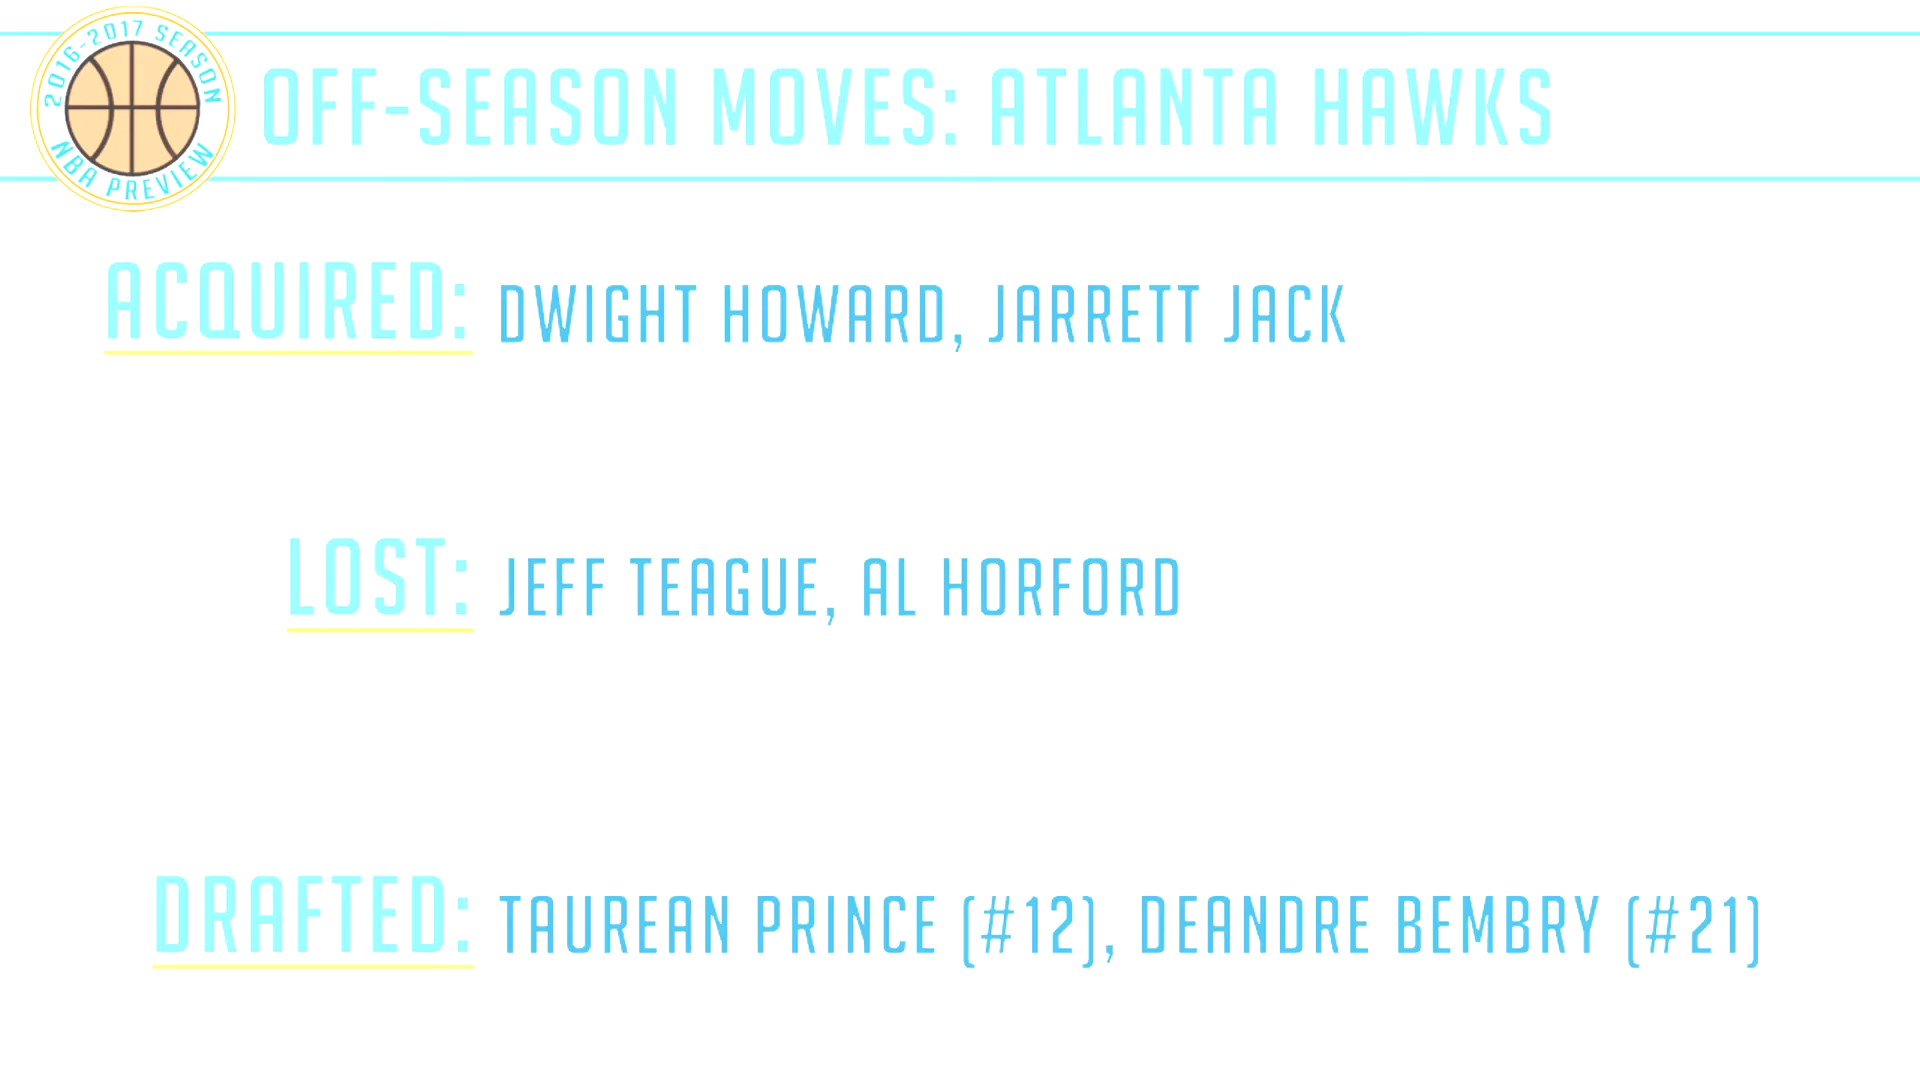 2016-2017 SEASON
NBA PREVIEW
OFF-SEASON MOVES: ATLANTA HAWKS
ACQUIRED: DWIGHT HOWARD, JARRETT JACK
LOST: JEFF TEAGUE, AL HORFORD
DRAFTED: TAUREAN PRINCE (#12), DEANDRE BEMBRY (#21)